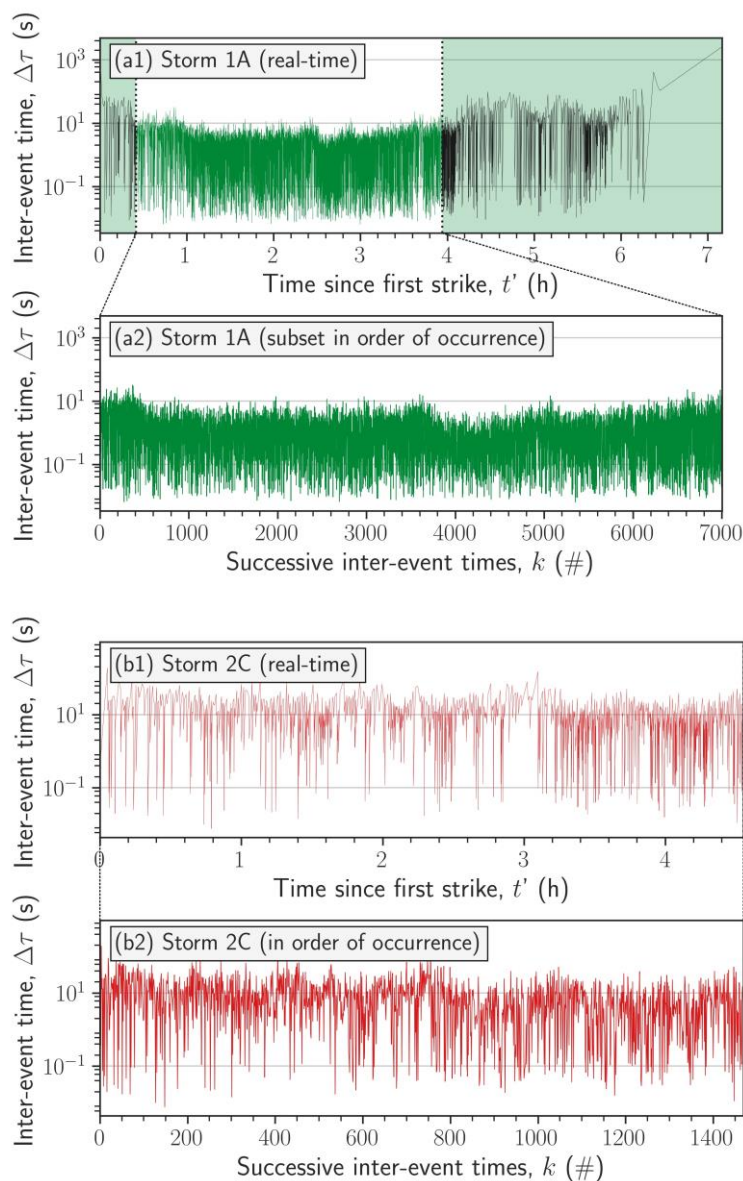 (a1) Storm 1A (real-time)
Inter-event time, Δτ (s)
10³
10¹
10⁻¹
0 1 2 3 4 5 6 7
Time since first strike, t' (h)
(a2) Storm 1A (subset in order of occurrence)
Inter-event time, Δτ (s)
10³
10¹
10⁻¹
0 1000 2000 3000 4000 5000 6000 7000
Successive inter-event times, k (#)
(b1) Storm 2C (real-time)
Inter-event time, Δτ (s)
10¹
10⁻¹
0 1 2 3 4
Time since first strike, t' (h)
(b2) Storm 2C (in order of occurrence)
Inter-event time, Δτ (s)
10¹
10⁻¹
0 200 400 600 800 1000 1200 1400
Successive inter-event times, k (#)